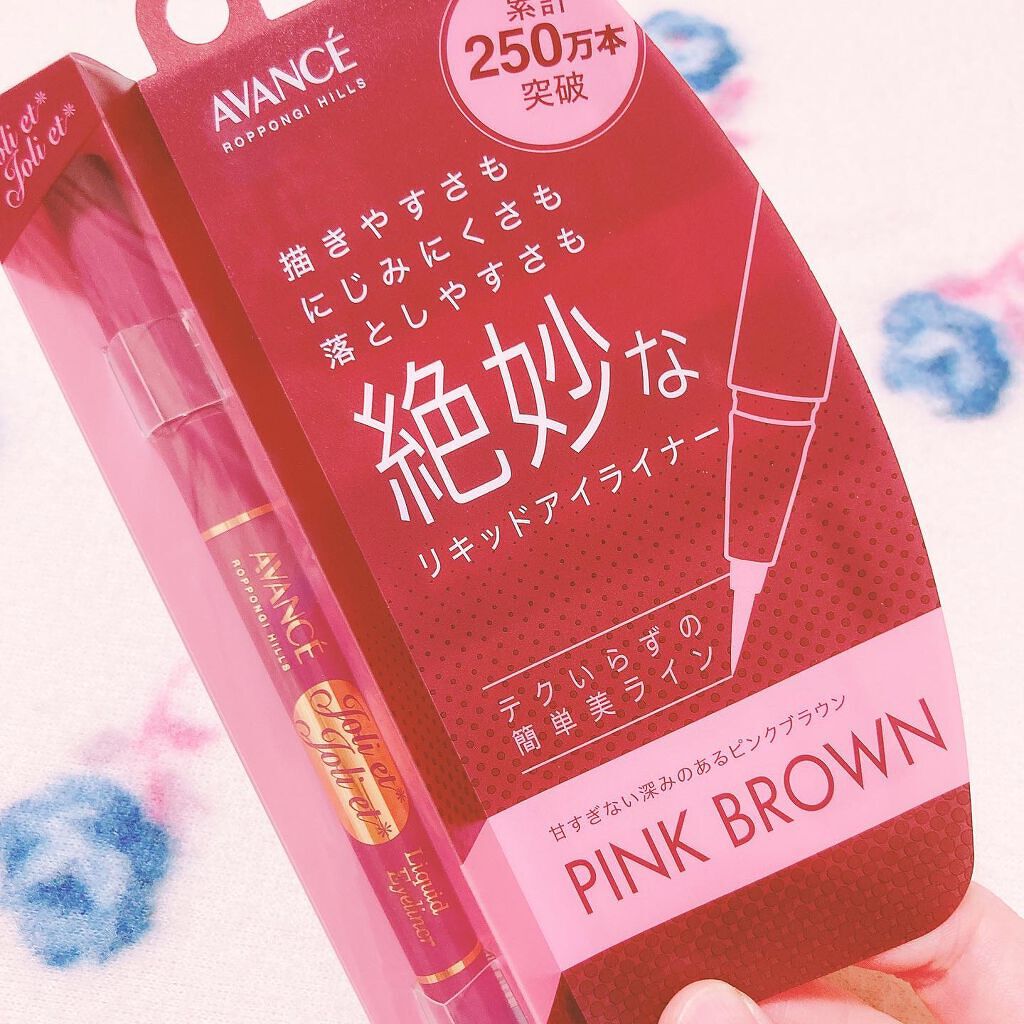 累計
250万本
突破
AVANCÉ
ROPPONGI HILLS
描きやすさも
にじみにくさも
落としやすさも
絶妙な
リキッドアイライナー
テクいらずの
簡単美ライン
甘すぎない深みのあるピンクブラウン
PINK BROWN
Joli et*
Joli et*
AVANCÉ
ROPPONGI HILLS
Joli et*
Joli et*
Liquid
Eyeliner